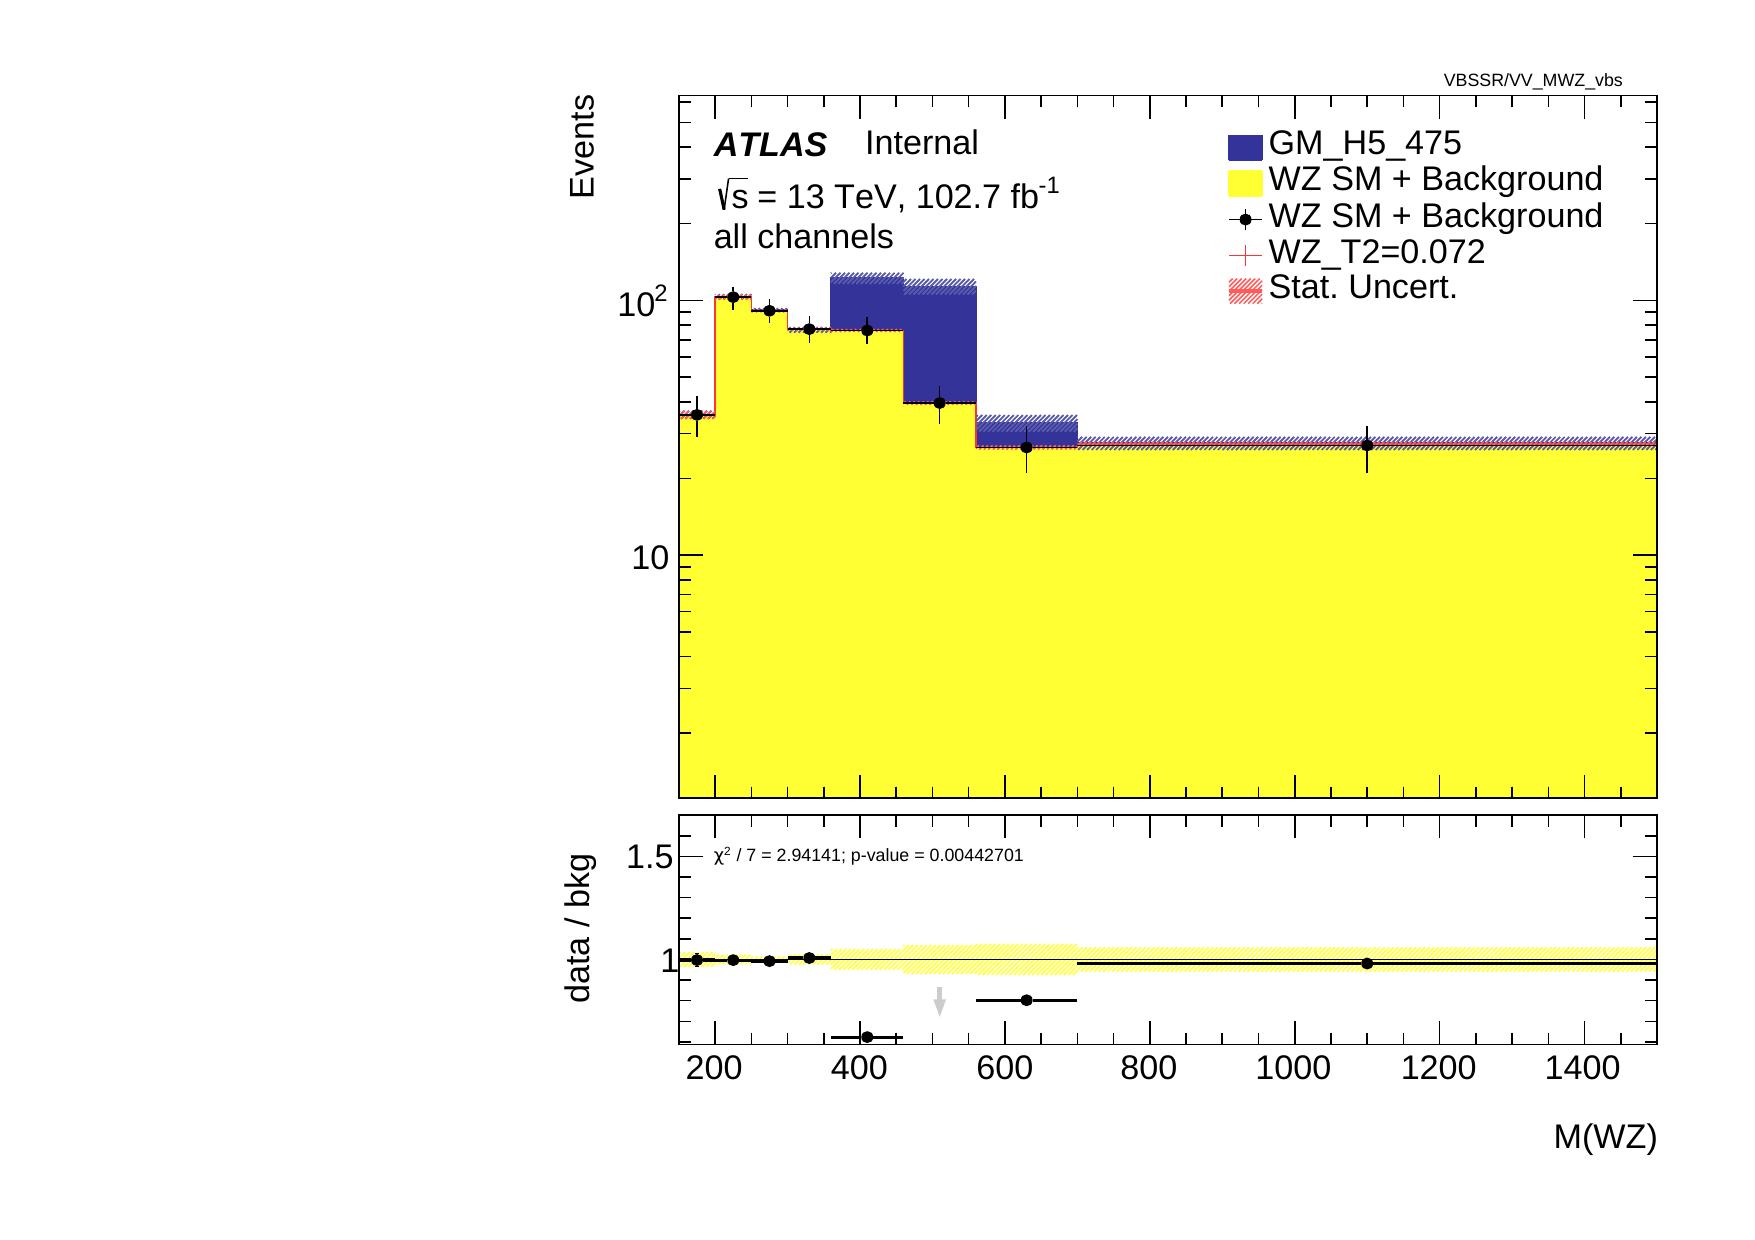 VBSSR/VV_MWZ_vbs
Events
ATLAS Internal
√s = 13 TeV, 102.7 fb-1
all channels
GM_H5_475
WZ SM + Background
WZ SM + Background
WZ_T2=0.072
Stat. Uncert.
10²
10
data / bkg
χ² / 7 = 2.94141; p-value = 0.00442701
1.5
1
200 400 600 800 1000 1200 1400
M(WZ)